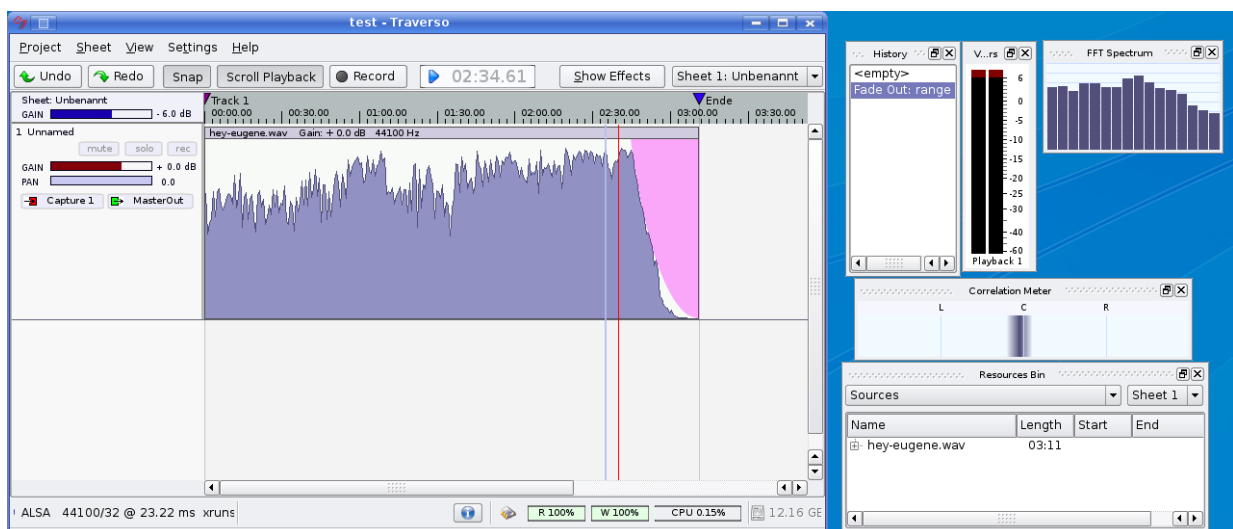 test - Traverso
Project Sheet View Settings Help
Undo Redo Snap Scroll Playback Record 02:34.61 Show Effects Sheet 1: Unbenannt
Sheet: Unbenannt
GAIN - 6.0 dB
Track 1 Ende
00:00.00 00:30.00 01:00.00 01:30.00 02:00.00 02:30.00 03:00.00 03:30.00
1 Unnamed
mute solo rec
GAIN + 0.0 dB
PAN 0.0
Capture 1 MasterOut
hey-eugene.wav Gain: + 0.0 dB 44100 Hz
ALSA 44100/32 @ 23.22 ms xruns
R 100% W 100% CPU 0.15% 12.16 GE
History
<empty>
Fade Out: range
V...rs
6
0
-5
-10
-15
-20
-25
-30
-40
-60
Playback 1
FFT Spectrum
Correlation Meter
L C R
Resources Bin
Sources Sheet 1
Name Length Start End
hey-eugene.wav 03:11